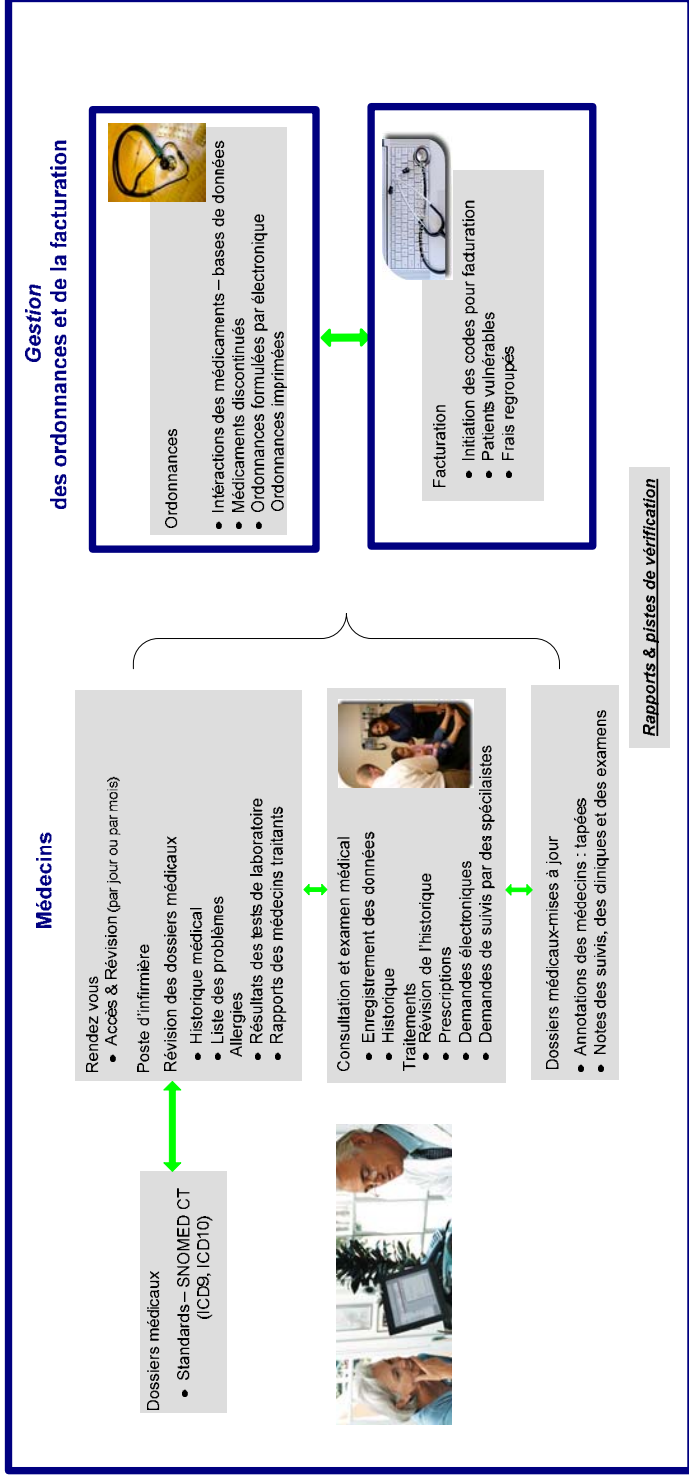 Médecins
Dossiers médicaux
• Standards – SNOMED CT
(ICD9, ICD10)
Rendez vous
• Accès & Révision (par jour ou par mois)
Poste d'infirmière
Révision des dossiers médicaux
• Historique médical
• Liste des problèmes
Allergies
• Résultats des tests de laboratoire
• Rapports des médecins traitants
Consultation et examen médical
• Enregistrement des données
• Historique
Traitements
• Révision de l'historique
• Prescriptions
• Demandes électroniques
• Demandes de suivis par des spécilaistes
Dossiers médicaux-mises à jour
• Annotations des médecins : tapées
• Notes des suivis, des cliniques et des examens
Gestion
des ordonnances et de la facturation
Ordonnances
• Intéractions des médicaments – bases de données
• Médicaments discontinués
• Ordonnances formulées par électronique
Ordonnances imprimées
Facturation
• Initiation des codes pour facturation
• Patients vulnérables
• Frais regroupés
Rapports & pistes de vérification